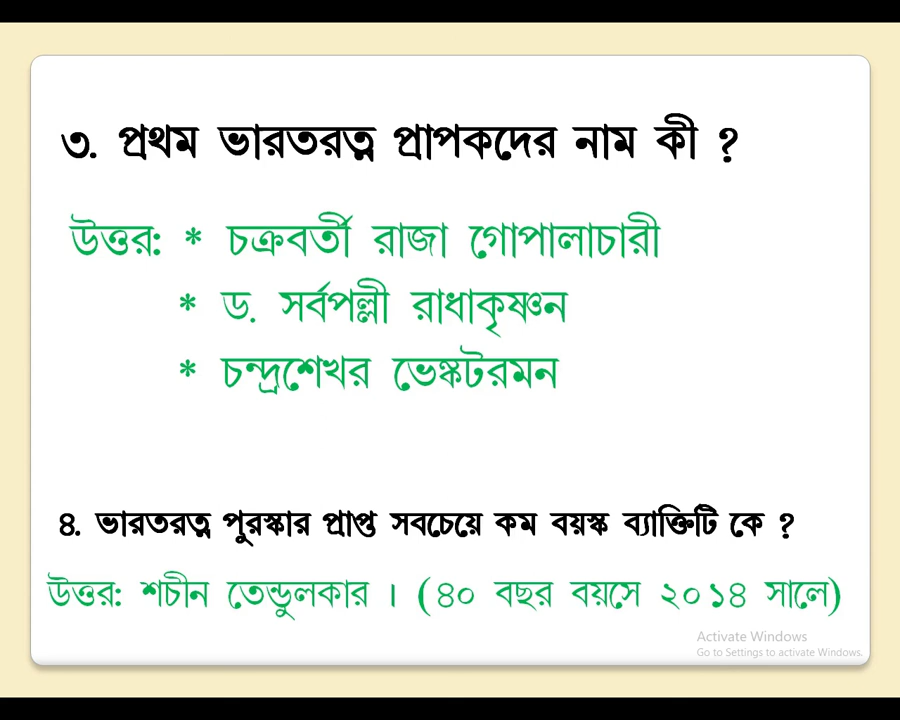 ৩. প্রথম ভারতরত্ন প্রাপকদের নাম কী ?
উত্তর: * চক্রবর্তী রাজা গোপালাচারী
* ড. সর্বপল্লী রাধাকৃষ্ণন
* চন্দ্রশেখর ভেঙ্কটরমন
৪. ভারতরত্ন পুরস্কার প্রাপ্ত সবচেয়ে কম বয়স্ক ব্যাক্তিটি কে ?
উত্তর: শচীন তেন্ডুলকার । (৪০ বছর বয়সে ২০১৪ সালে)
Activate Windows
Go to Settings to activate Windows.